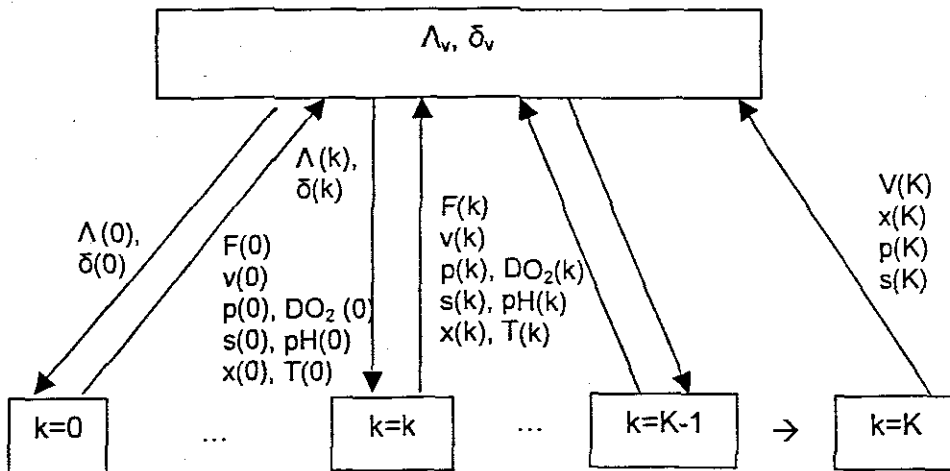 Λv, δv
Λ(0),
δ(0)
F(0)
v(0)
p(0), DO2 (0)
s(0), pH(0)
x(0), T(0)
Λ(k),
δ(k)
F(k)
v(k)
p(k), DO2(k)
s(k), pH(k)
x(k), T(k)
V(K)
x(K)
p(K)
s(K)
k=0
...
k=k
...
k=K-1
→
k=K